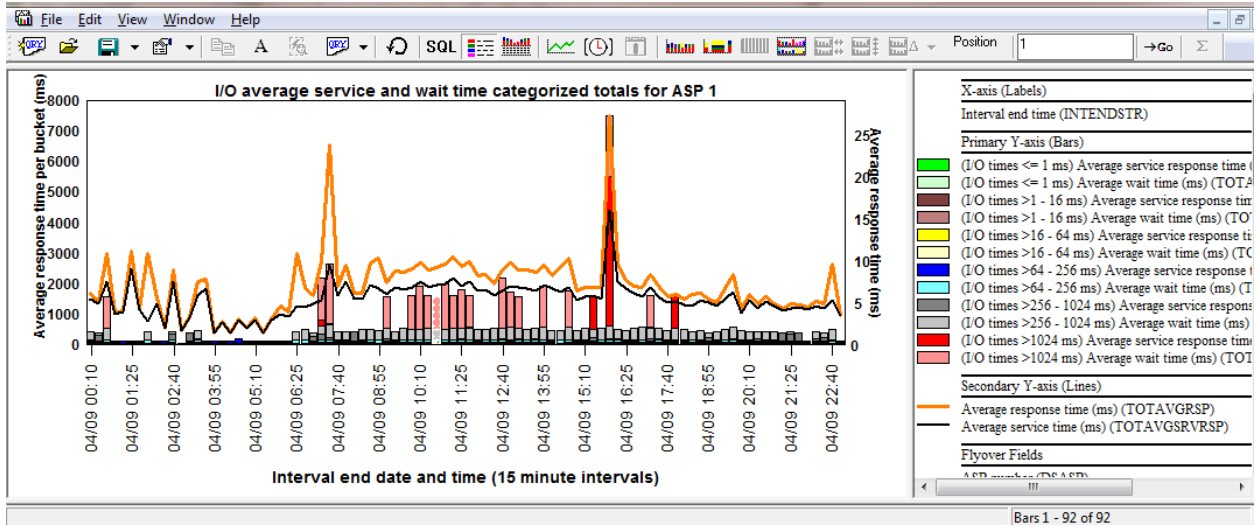 File Edit View Window Help
QRY QRY SQL Position 1 →Go Σ
I/O average service and wait time categorized totals for ASP 1
Average response time per bucket (ms)
8000
7000
6000
5000
4000
3000
2000
1000
0
25
20
15
10
5
0
Average response time (ms)
04/09 00:10
04/09 01:25
04/09 02:40
04/09 03:55
04/09 05:10
04/09 06:25
04/09 07:40
04/09 08:55
04/09 10:10
04/09 11:25
04/09 12:40
04/09 13:55
04/09 15:10
04/09 16:25
04/09 17:40
04/09 18:55
04/09 20:10
04/09 21:25
04/09 22:40
Interval end date and time (15 minute intervals)
X-axis (Labels)
Interval end time (INTENDSTR)
Primary Y-axis (Bars)
(I/O times <= 1 ms) Average service response time (
(I/O times <= 1 ms) Average wait time (ms) (TOTA
(I/O times >1 - 16 ms) Average service response tim
(I/O times >1 - 16 ms) Average wait time (ms) (TO
(I/O times >16 - 64 ms) Average service response ti
(I/O times >16 - 64 ms) Average wait time (ms) (TC
(I/O times >64 - 256 ms) Average service response t
(I/O times >64 - 256 ms) Average wait time (ms) (T
(I/O times >256 - 1024 ms) Average service respons
(I/O times >256 - 1024 ms) Average wait time (ms)
(I/O times >1024 ms) Average service response time
(I/O times >1024 ms) Average wait time (ms) (TOT
Secondary Y-axis (Lines)
Average response time (ms) (TOTAVGRSP)
Average service time (ms) (TOTAVGSRVRSP)
Flyover Fields
ASP number (DSASP)
Bars 1 - 92 of 92